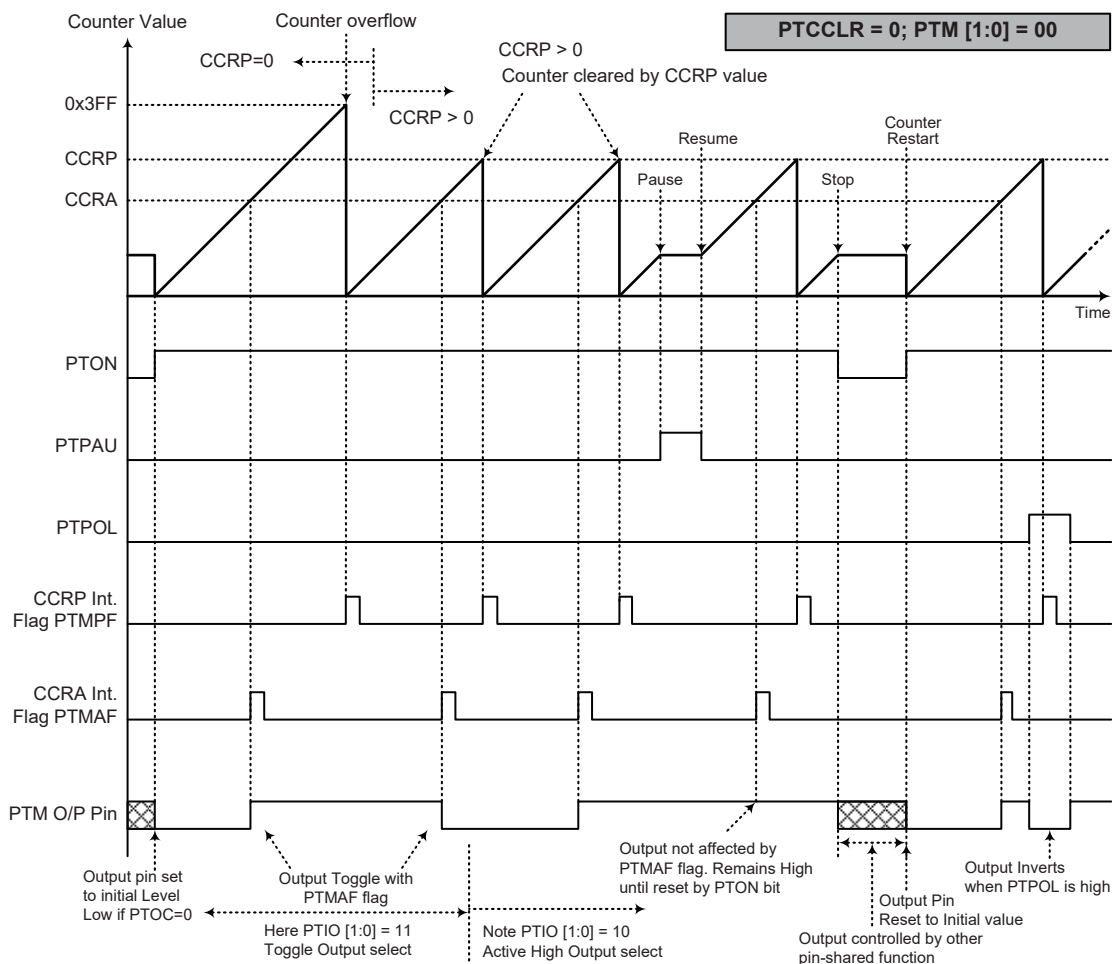 Counter Value
Counter overflow
PTCCLR = 0; PTM [1:0] = 00
CCRP=0
CCRP > 0
CCRP > 0
Counter cleared by CCRP value
0x3FF
CCRP
CCRA
Pause
Resume
Stop
Counter
Restart
Time
PTON
PTPAU
PTPOL
CCRP Int.
Flag PTMPF
CCRA Int.
Flag PTMAF
PTM O/P Pin
Output pin set
to initial Level
Low if PTOC=0
Output Toggle with
PTMAF flag
Here PTIO [1:0] = 11
Toggle Output select
Note PTIO [1:0] = 10
Active High Output select
Output not affected by
PTMAF flag. Remains High
until reset by PTON bit
Output Pin
Reset to Initial value
Output controlled by other
pin-shared function
Output Inverts
when PTPOL is high